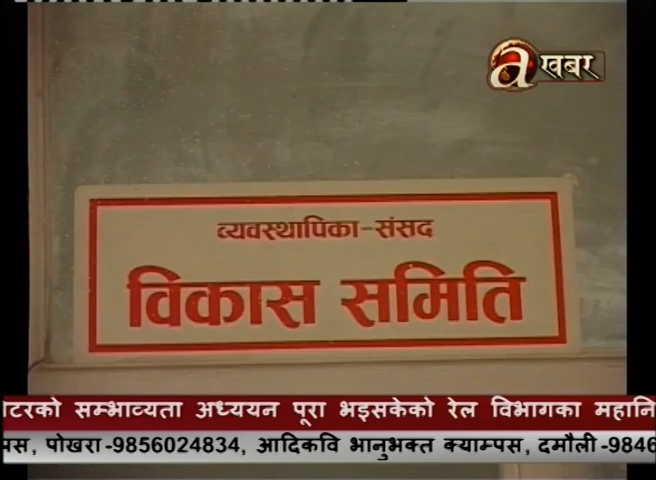 a खबर
व्यवस्थापिका-संसद
विकास समिति
टरको सम्भाव्यता अध्ययन पूरा भइसकेको रेल विभागका महानि
पस, पोखरा-9856024834, आदिकवि भानुभक्त क्याम्पस, दमौली-9846